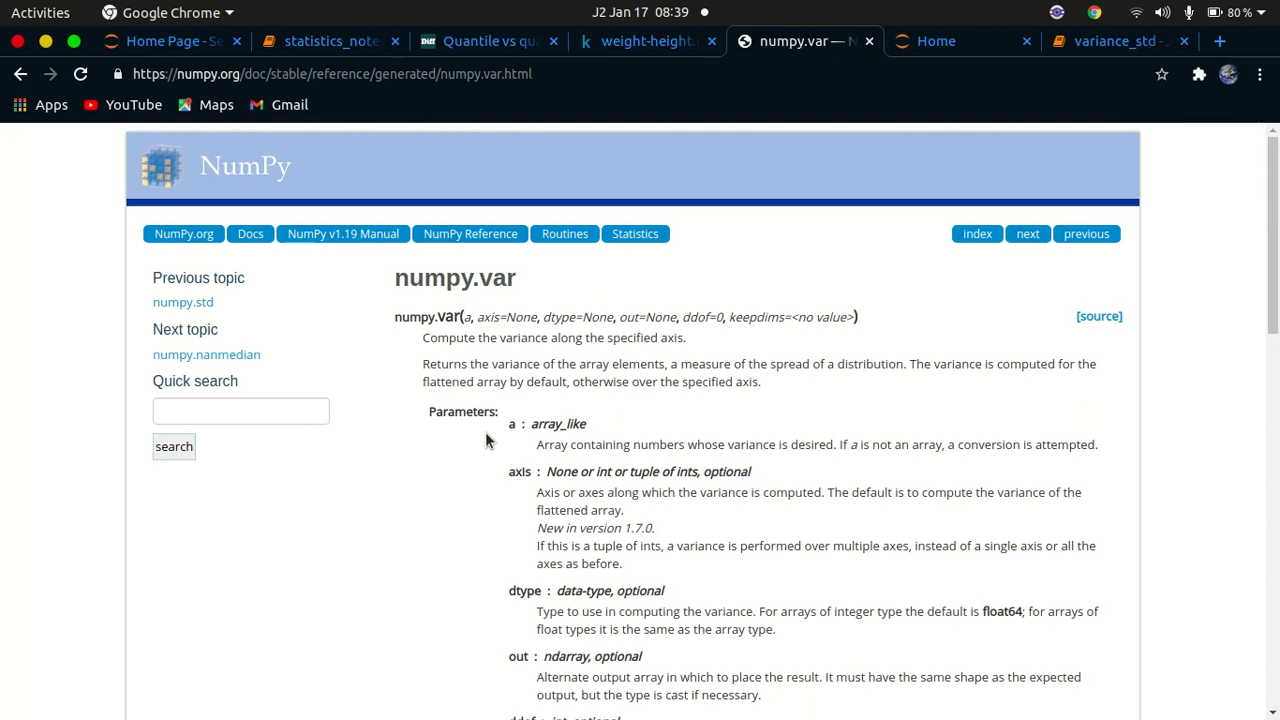 Activities
Google Chrome
J2 Jan 17 08:39
80 %
Home Page - Se
statistics_note
Diff
Quantile vs qua
k
weight-height.
numpy.var — N
Home
variance_std - J
https://numpy.org/doc/stable/reference/generated/numpy.var.html
Apps
YouTube
Maps
Gmail
NumPy
NumPy.org
Docs
NumPy v1.19 Manual
NumPy Reference
Routines
Statistics
index
next
previous
Previous topic
numpy.std
Next topic
numpy.nanmedian
Quick search
search
numpy.var
numpy.var(a, axis=None, dtype=None, out=None, ddof=0, keepdims=<no value>)
[source]
Compute the variance along the specified axis.
Returns the variance of the array elements, a measure of the spread of a distribution. The variance is computed for the
flattened array by default, otherwise over the specified axis.
Parameters:
a : array_like
Array containing numbers whose variance is desired. If a is not an array, a conversion is attempted.
axis : None or int or tuple of ints, optional
Axis or axes along which the variance is computed. The default is to compute the variance of the
flattened array.
New in version 1.7.0.
If this is a tuple of ints, a variance is performed over multiple axes, instead of a single axis or all the
axes as before.
dtype : data-type, optional
Type to use in computing the variance. For arrays of integer type the default is float64; for arrays of
float types it is the same as the array type.
out : ndarray, optional
Alternate output array in which to place the result. It must have the same shape as the expected
output, but the type is cast if necessary.
ddof : int, optional